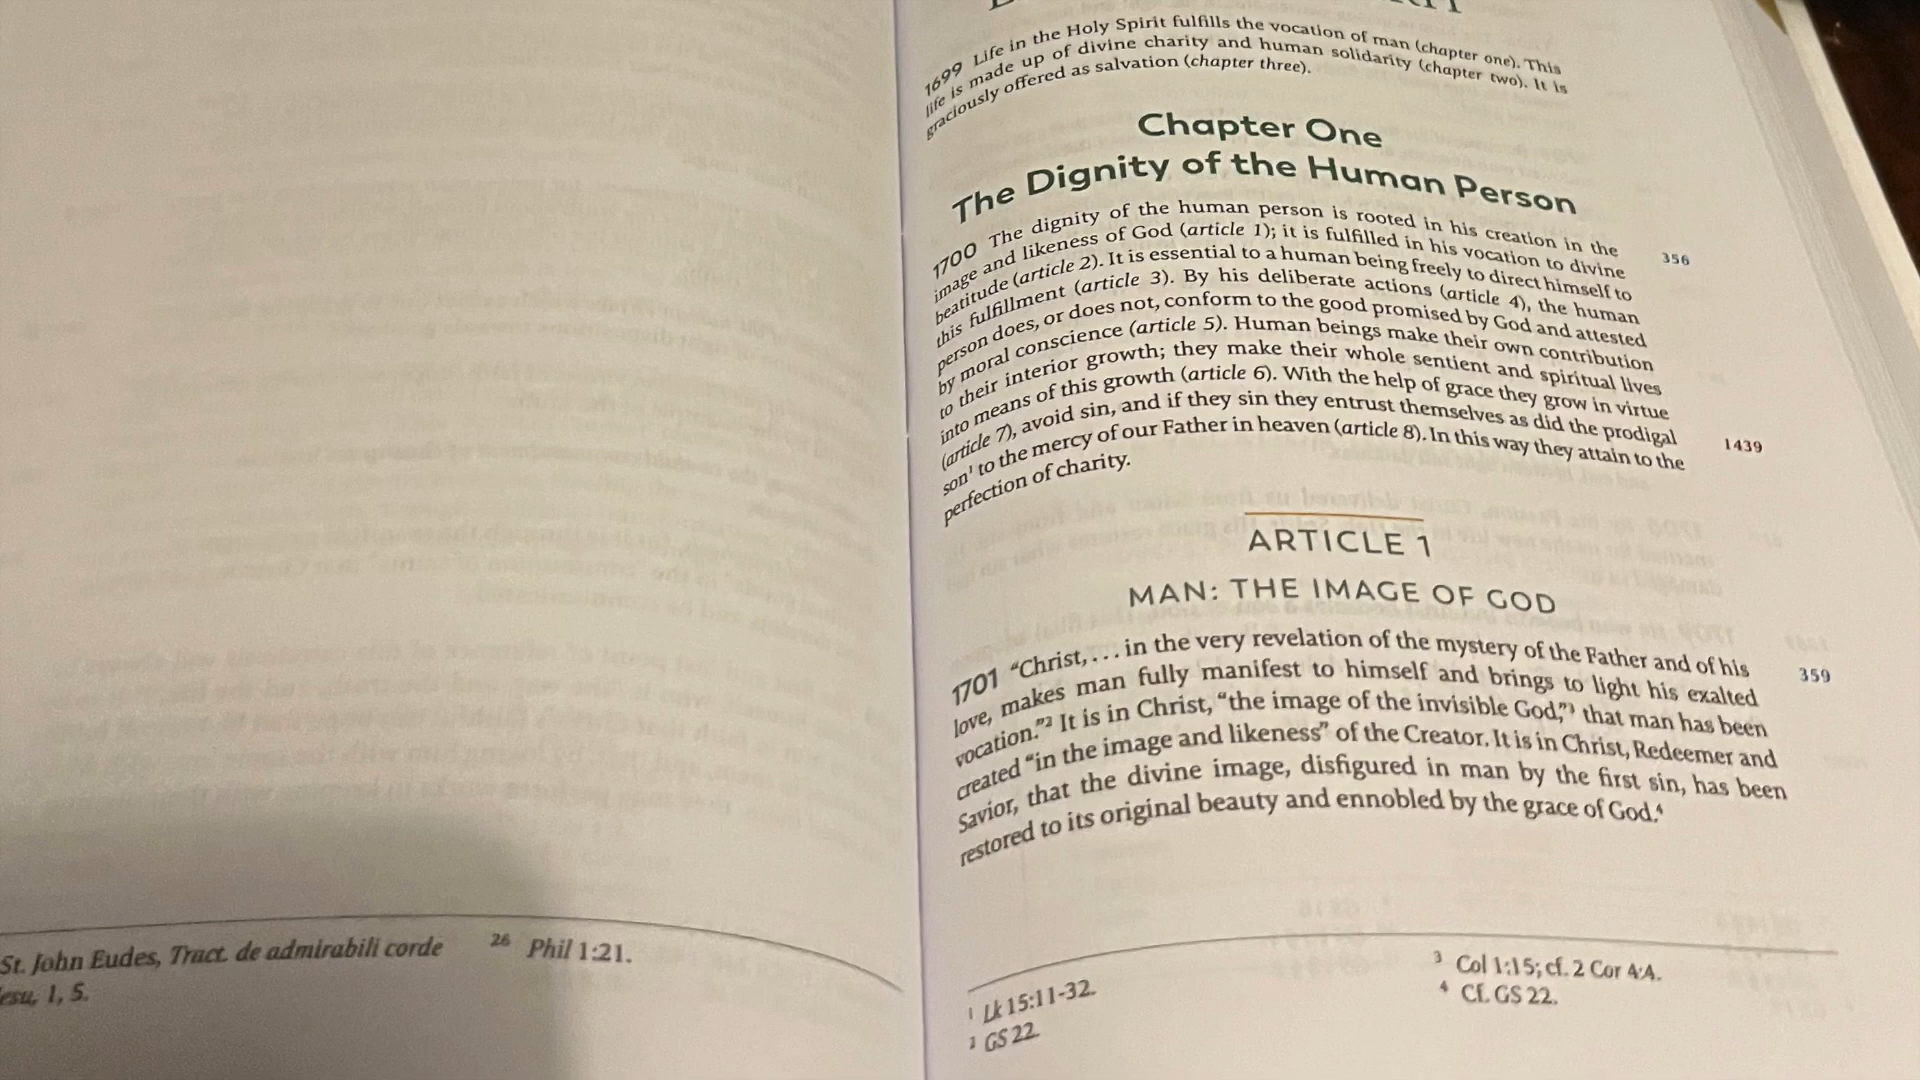 St. John Eudes, Tract. de admirabili corde
1, 5.
26 Phil 1:21.
1699 Life in the Holy Spirit fulfills the vocation of man (chapter one). This
life is made up of divine charity and human solidarity (chapter two). It is
graciously offered as salvation (chapter three).
Chapter One
The Dignity of the Human Person
1700 The dignity of the human person is rooted in his creation in the
image and likeness of God (article 1); it is fulfilled in his vocation to divine
beatitude (article 2). It is essential to a human being freely to direct himself to
this fulfillment (article 3). By his deliberate actions (article 4), the human
person does, or does not, conform to the good promised by God and attested
by moral conscience (article 5). Human beings make their own contribution
to their interior growth; they make their whole sentient and spiritual lives
into means of this growth (article 6). With the help of grace they grow in virtue
(article 7), avoid sin, and if they sin they entrust themselves as did the prodigal
son¹ to the mercy of our Father in heaven (article 8). In this way they attain to the
perfection of charity.
356
1439
ARTICLE 1
MAN: THE IMAGE OF GOD
1701 “Christ, . . . in the very revelation of the mystery of the Father and of his
love, makes man fully manifest to himself and brings to light his exalted
vocation.”² It is in Christ, “the image of the invisible God,”³ that man has been
created “in the image and likeness” of the Creator. It is in Christ, Redeemer and
Savior, that the divine image, disfigured in man by the first sin, has been
restored to its original beauty and ennobled by the grace of God.⁴
359
1 Lk 15:11-32.
2 GS 22.
3 Col 1:15; cf. 2 Cor 4:4.
4 Cf. GS 22.